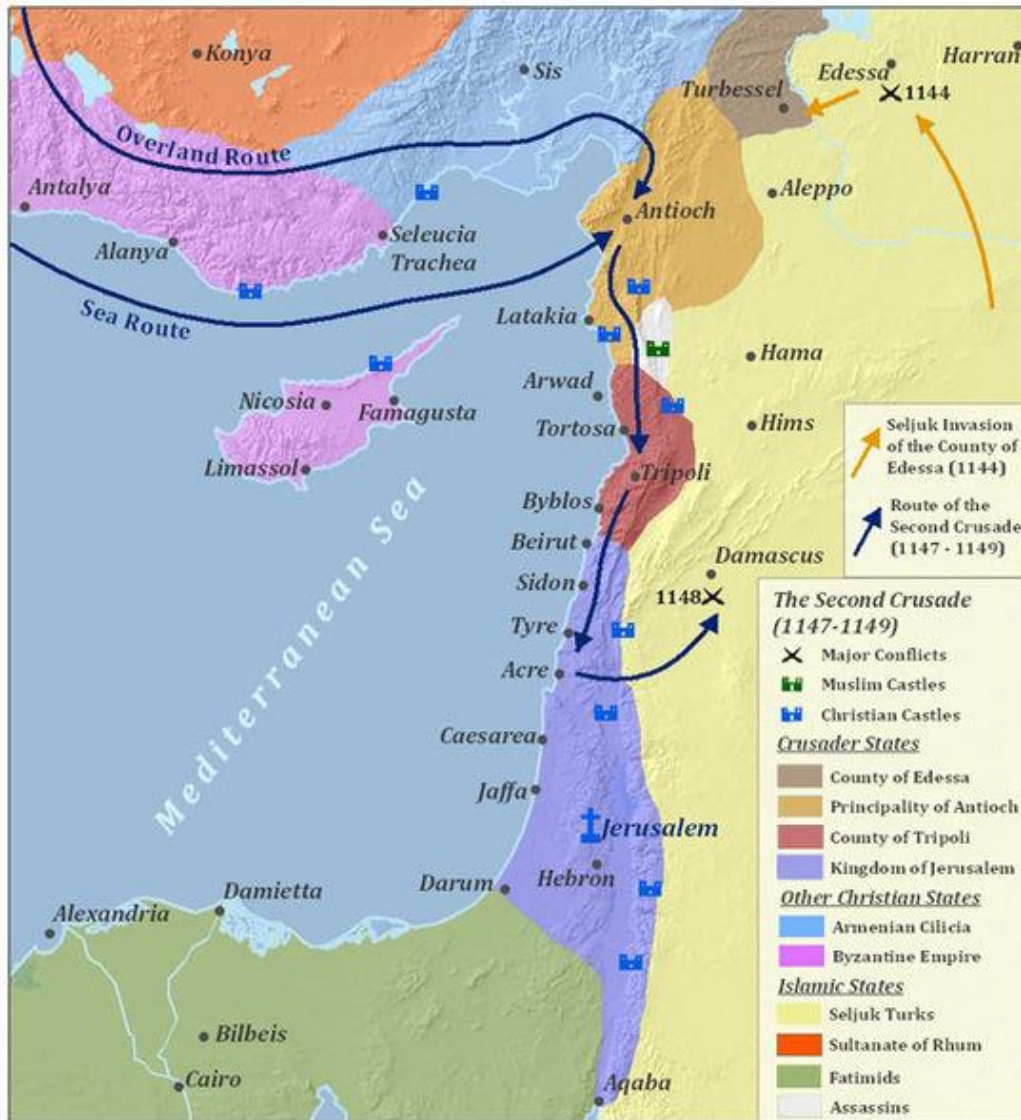 Konya
Sis
Edessa
Harran
Turbessel
1144
Overland Route
Antalya
Aleppo
Antioch
Alanya
Seleucia
Trachea
Sea Route
Latakia
Hama
Arwad
Nicosia
Famagusta
Tortosa
Hims
Limassol
Tripoli
Byblos
Mediterranean Sea
Beirut
Damascus
Sidon
1148
Tyre
Acre
Caesarea
Jaffa
Jerusalem
Hebron
Darum
Damietta
Alexandria
Bilbeis
Cairo
Aqaba
Seljuk Invasion
of the County of
Edessa (1144)
Route of the
Second Crusade
(1147 - 1149)
The Second Crusade
(1147-1149)
Major Conflicts
Muslim Castles
Christian Castles
Crusader States
County of Edessa
Principality of Antioch
County of Tripoli
Kingdom of Jerusalem
Other Christian States
Armenian Cilicia
Byzantine Empire
Islamic States
Seljuk Turks
Sultanate of Rhum
Fatimids
Assassins